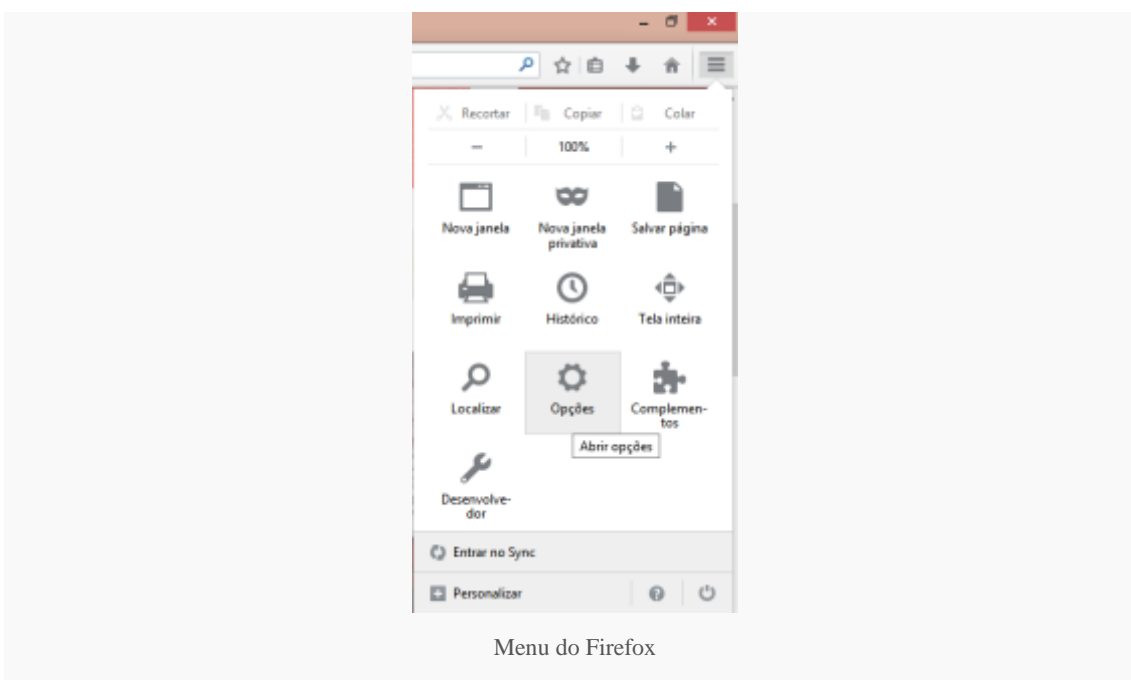 Recortar Copiar Colar
− 100% +
Nova janela Nova janela Salvar página
privativa
Imprimir Histórico Tela inteira
Localizar Opções Complemen-
tos
Abrir opções
Desenvolve-
dor
Entrar no Sync
Personalizar
Menu do Firefox